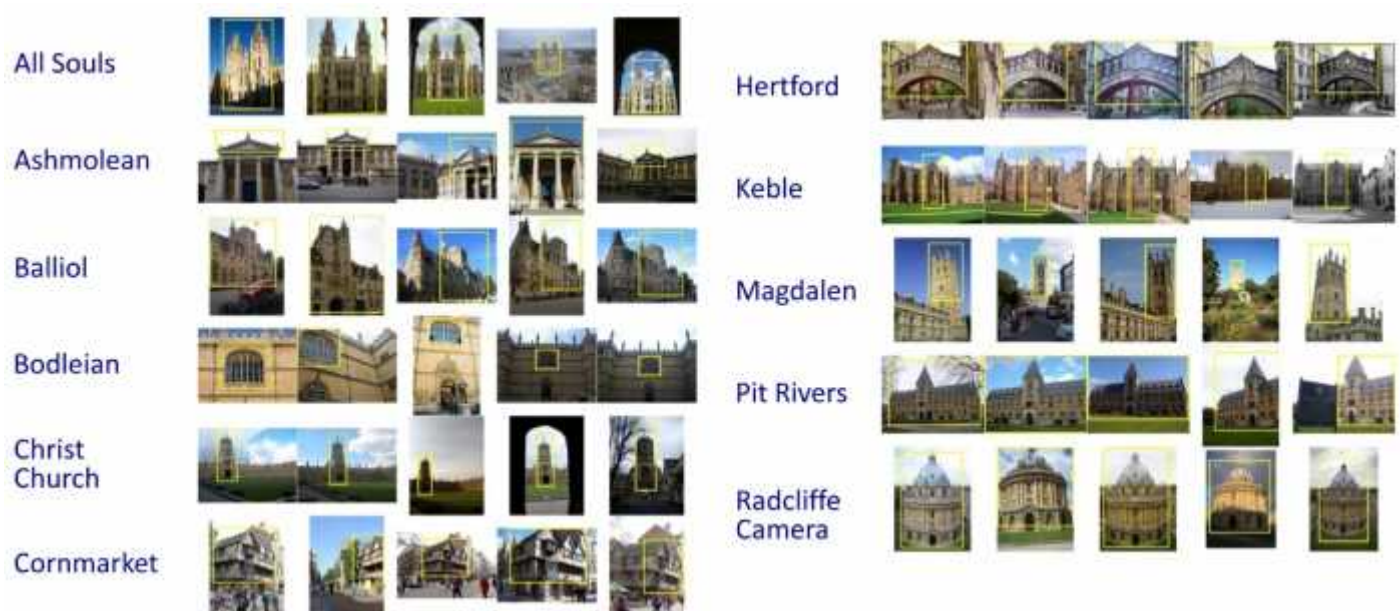 All Souls
Ashmolean
Balliol
Bodleian
Christ
Church
Cornmarket
Hertford
Keble
Magdalen
Pit Rivers
Radcliffe
Camera